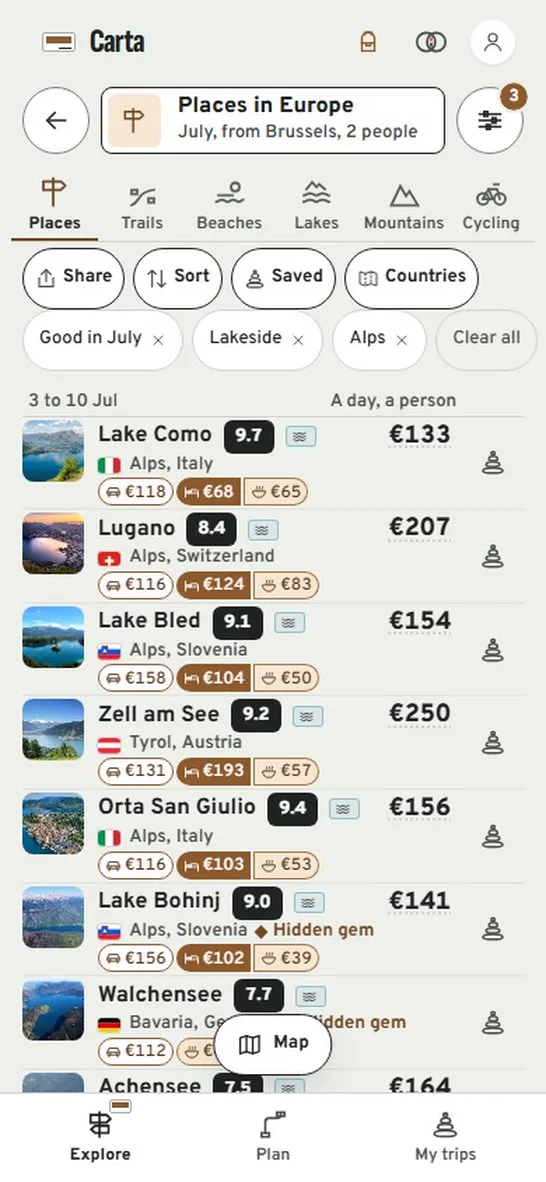 Carta
3
Places in Europe
July, from Brussels, 2 people
Places Trails Beaches Lakes Mountains Cycling
Share Sort Saved Countries
Good in July × Lakeside × Alps × Clear all
3 to 10 Jul A day, a person
Lake Como 9.7 €133
Alps, Italy
€118 €68 €65
Lugano 8.4 €207
Alps, Switzerland
€116 €124 €83
Lake Bled 9.1 €154
Alps, Slovenia
€158 €104 €50
Zell am See 9.2 €250
Tyrol, Austria
€131 €193 €57
Orta San Giulio 9.4 €156
Alps, Italy
€116 €103 €53
Lake Bohinj 9.0 €141
Alps, Slovenia ◆ Hidden gem
€156 €102 €39
Walchensee 7.7
Bavaria, gem
€112
Map
Achensee 7.5 €164
Explore Plan My trips